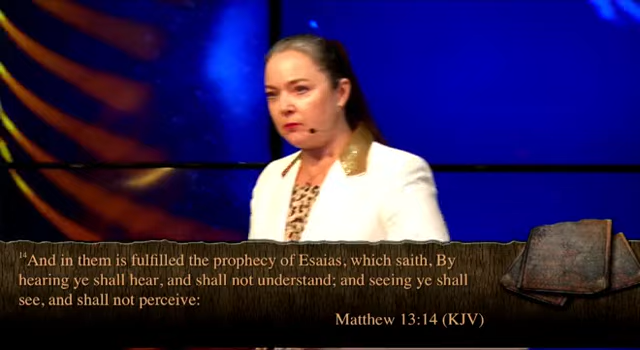 ¹⁴And in them is fulfilled the prophecy of Esaias, which saith, By
hearing ye shall hear, and shall not understand; and seeing ye shall
see, and shall not perceive:
Matthew 13:14 (KJV)